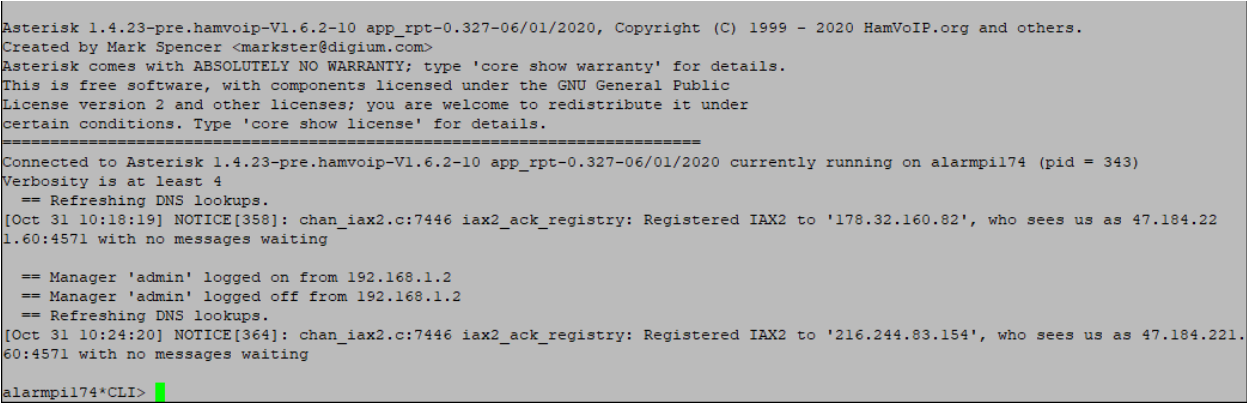 Asterisk 1.4.23-pre.hamvoip-V1.6.2-10 app_rpt-0.327-06/01/2020, Copyright (C) 1999 - 2020 HamVoIP.org and others.
Created by Mark Spencer <markster@digium.com>
Asterisk comes with ABSOLUTELY NO WARRANTY; type 'core show warranty' for details.
This is free software, with components licensed under the GNU General Public
License version 2 and other licenses; you are welcome to redistribute it under
certain conditions. Type 'core show license' for details.
=========================================================================
Connected to Asterisk 1.4.23-pre.hamvoip-V1.6.2-10 app_rpt-0.327-06/01/2020 currently running on alarmpi174 (pid = 343)
Verbosity is at least 4
  == Refreshing DNS lookups.
[Oct 31 10:18:19] NOTICE[358]: chan_iax2.c:7446 iax2_ack_registry: Registered IAX2 to '178.32.160.82', who sees us as 47.184.22
1.60:4571 with no messages waiting
  == Manager 'admin' logged on from 192.168.1.2
  == Manager 'admin' logged off from 192.168.1.2
  == Refreshing DNS lookups.
[Oct 31 10:24:20] NOTICE[364]: chan_iax2.c:7446 iax2_ack_registry: Registered IAX2 to '216.244.83.154', who sees us as 47.184.221.
60:4571 with no messages waiting
alarmpi174*CLI>